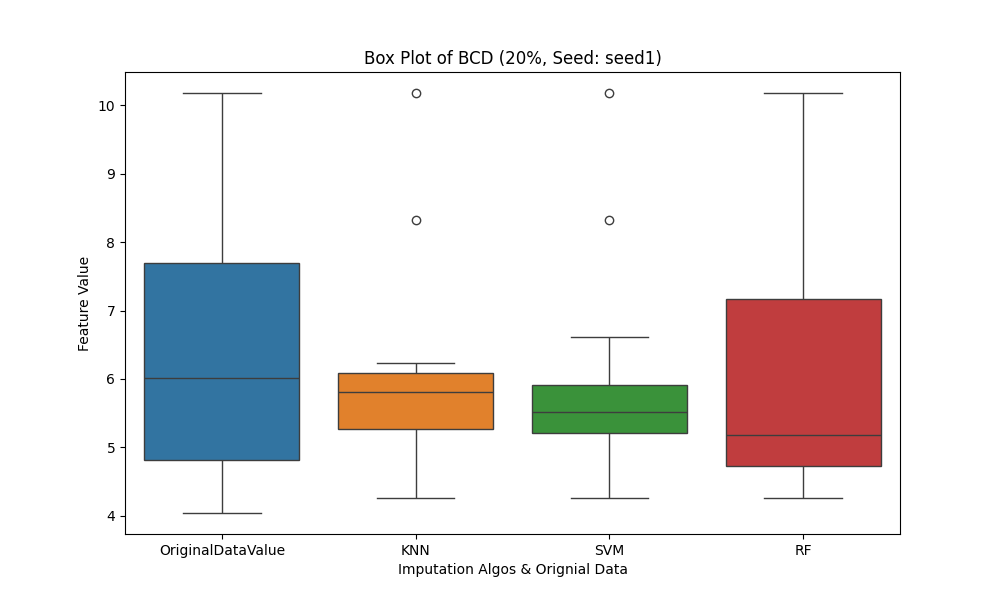 Box Plot of BCD (20%, Seed: seed1)
Feature Value
10
9
8
7
6
5
4
OriginalDataValue KNN SVM RF
Imputation Algos & Orignial Data